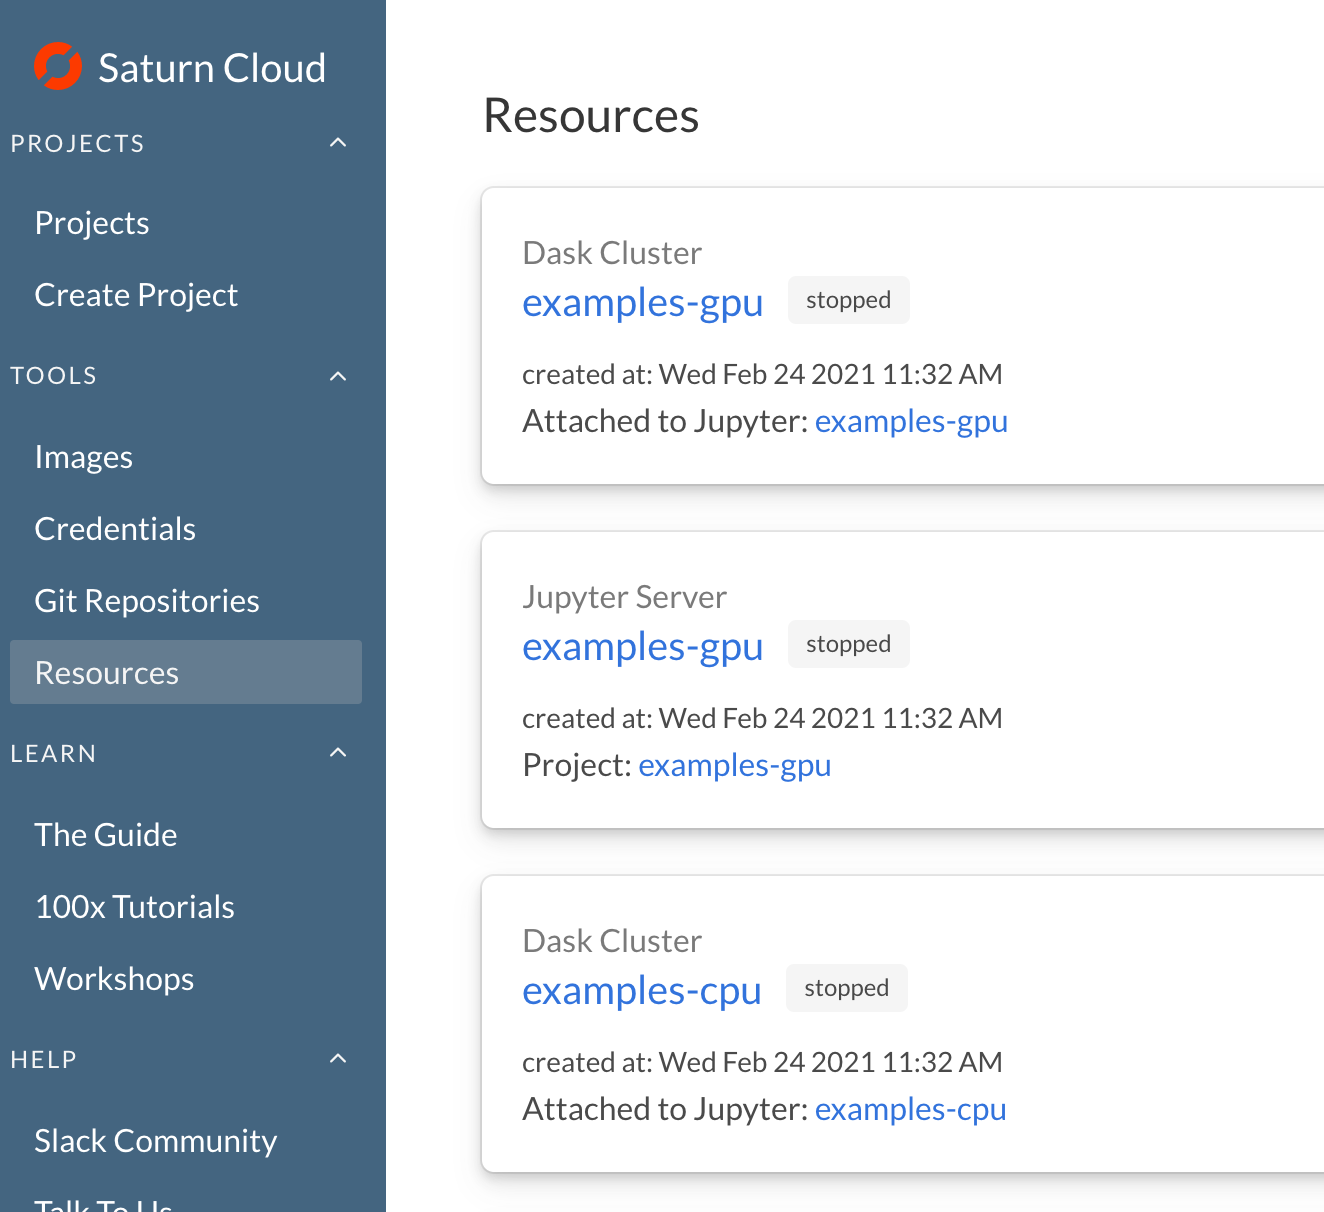 Saturn Cloud
PROJECTS
Projects
Create Project
TOOLS
Images
Credentials
Git Repositories
Resources
LEARN
The Guide
100x Tutorials
Workshops
HELP
Slack Community
Talk To Us
Resources
Dask Cluster
examples-gpu stopped
created at: Wed Feb 24 2021 11:32 AM
Attached to Jupyter: examples-gpu
Jupyter Server
examples-gpu stopped
created at: Wed Feb 24 2021 11:32 AM
Project: examples-gpu
Dask Cluster
examples-cpu stopped
created at: Wed Feb 24 2021 11:32 AM
Attached to Jupyter: examples-cpu